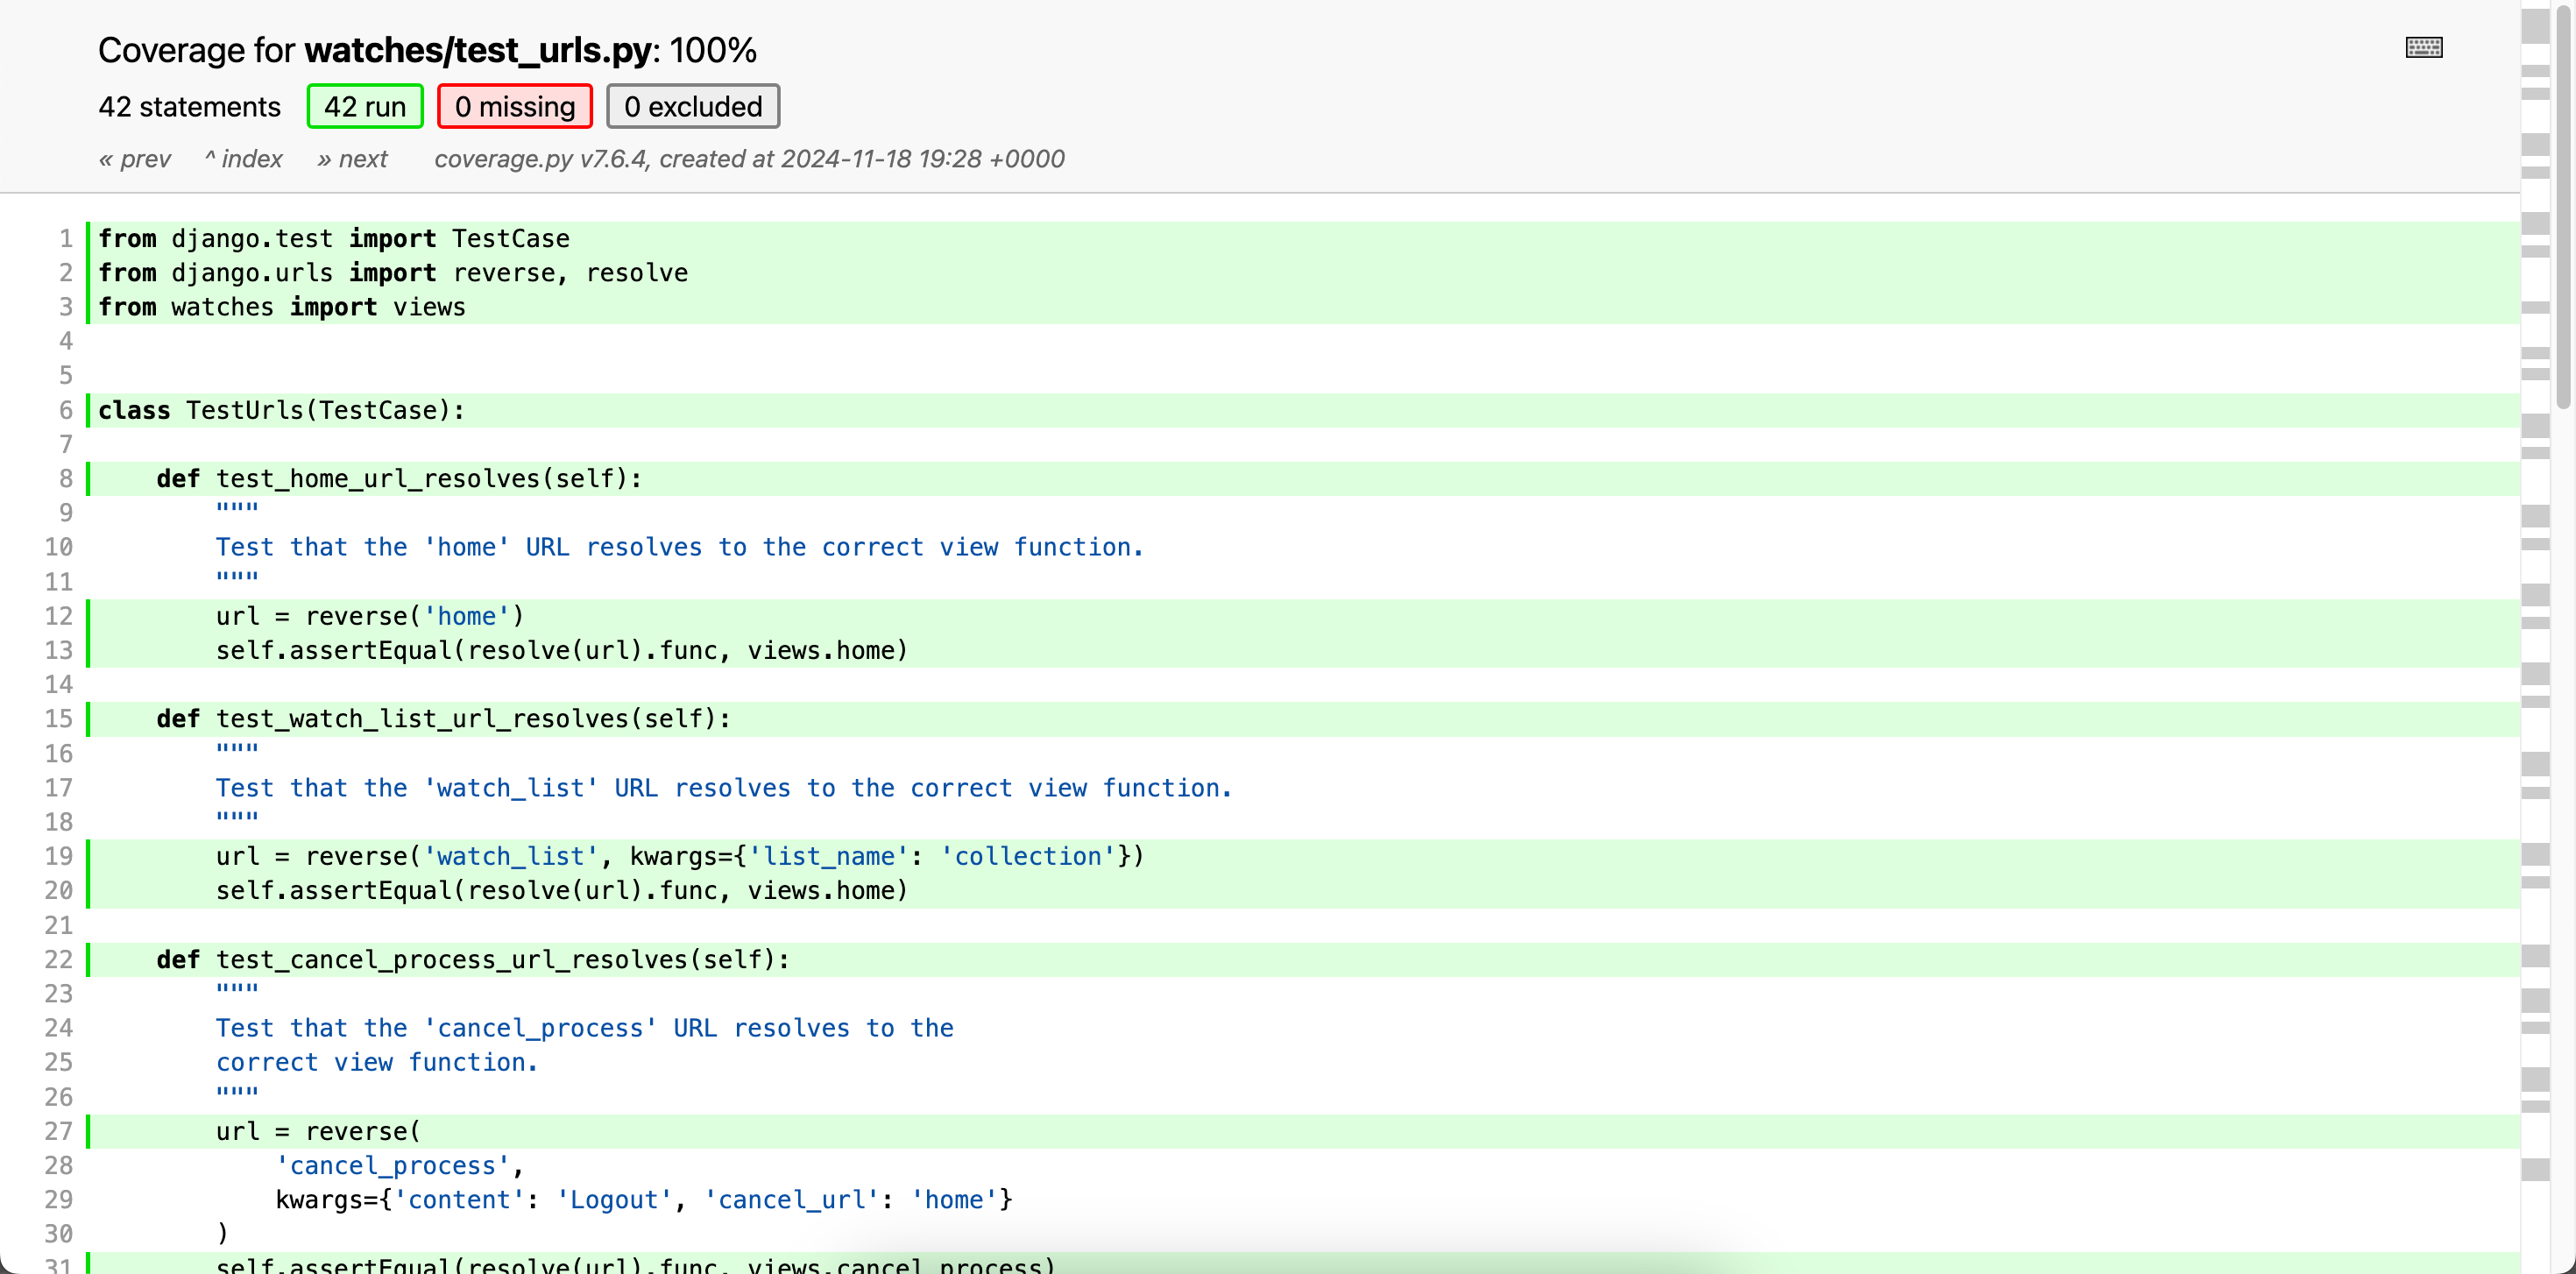 Coverage for watches/test_urls.py: 100%
42 statements 42 run 0 missing 0 excluded
« prev ^ index » next coverage.py v7.6.4, created at 2024-11-18 19:28 +0000
1 from django.test import TestCase
2 from django.urls import reverse, resolve
3 from watches import views
4
5
6 class TestUrls(TestCase):
7
8     def test_home_url_resolves(self):
9         """
10         Test that the 'home' URL resolves to the correct view function.
11         """
12         url = reverse('home')
13         self.assertEqual(resolve(url).func, views.home)
14
15     def test_watch_list_url_resolves(self):
16         """
17         Test that the 'watch_list' URL resolves to the correct view function.
18         """
19         url = reverse('watch_list', kwargs={'list_name': 'collection'})
20         self.assertEqual(resolve(url).func, views.home)
21
22     def test_cancel_process_url_resolves(self):
23         """
24         Test that the 'cancel_process' URL resolves to the
25         correct view function.
26         """
27         url = reverse(
28             'cancel_process',
29             kwargs={'content': 'Logout', 'cancel_url': 'home'}
30         )
31         self.assertEqual(resolve(url).func, views.cancel_process)